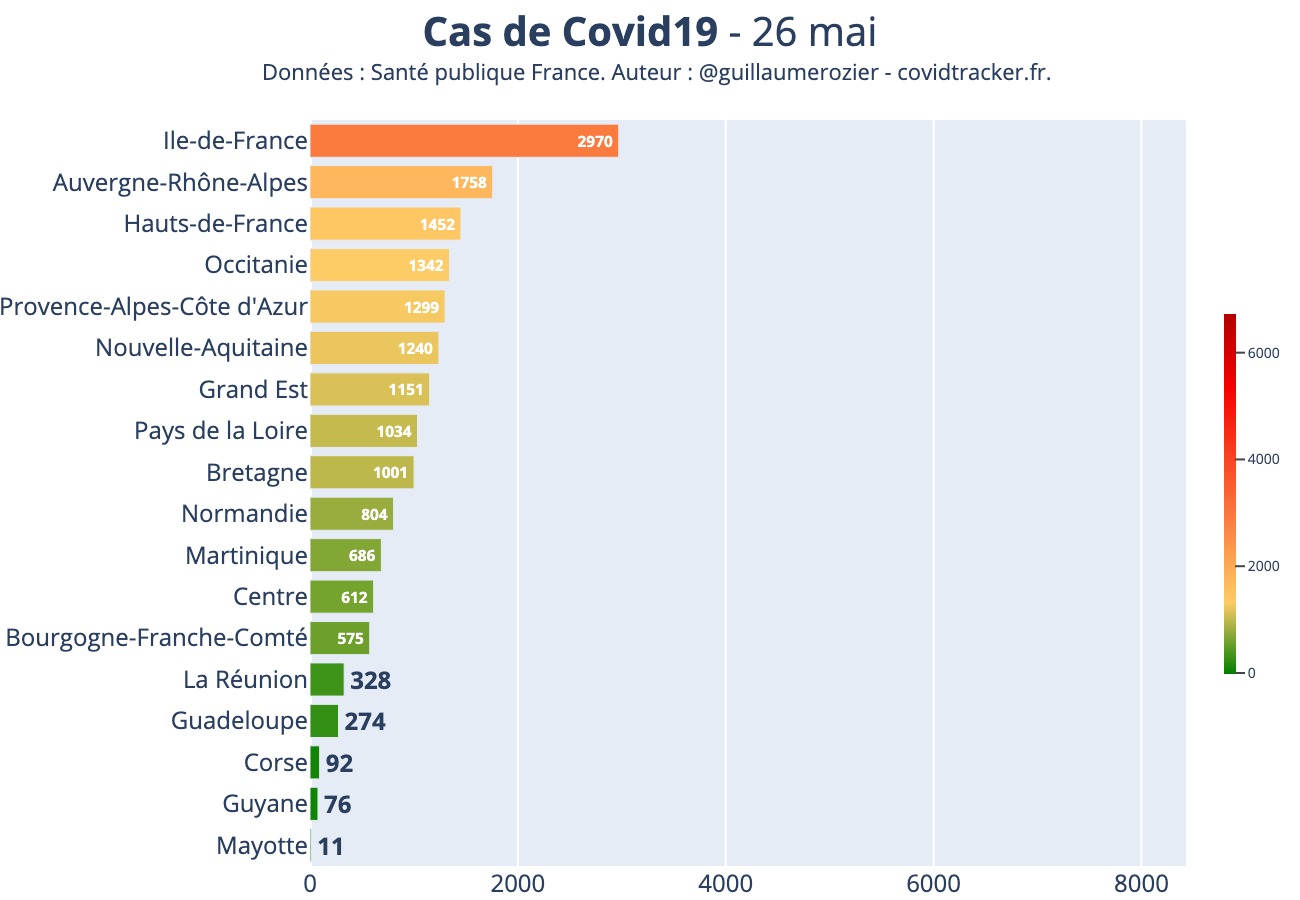 Cas de Covid19 - 26 mai
Données : Santé publique France. Auteur : @guillaumerozier - covidtracker.fr.
Ile-de-France 2970
Auvergne-Rhône-Alpes 1758
Hauts-de-France 1452
Occitanie 1342
Provence-Alpes-Côte d'Azur 1299
Nouvelle-Aquitaine 1240
Grand Est 1151
Pays de la Loire 1034
Bretagne 1001
Normandie 804
Martinique 686
Centre 612
Bourgogne-Franche-Comté 575
La Réunion 328
Guadeloupe 274
Corse 92
Guyane 76
Mayotte 11
0 2000 4000 6000 8000
6000
4000
2000
0